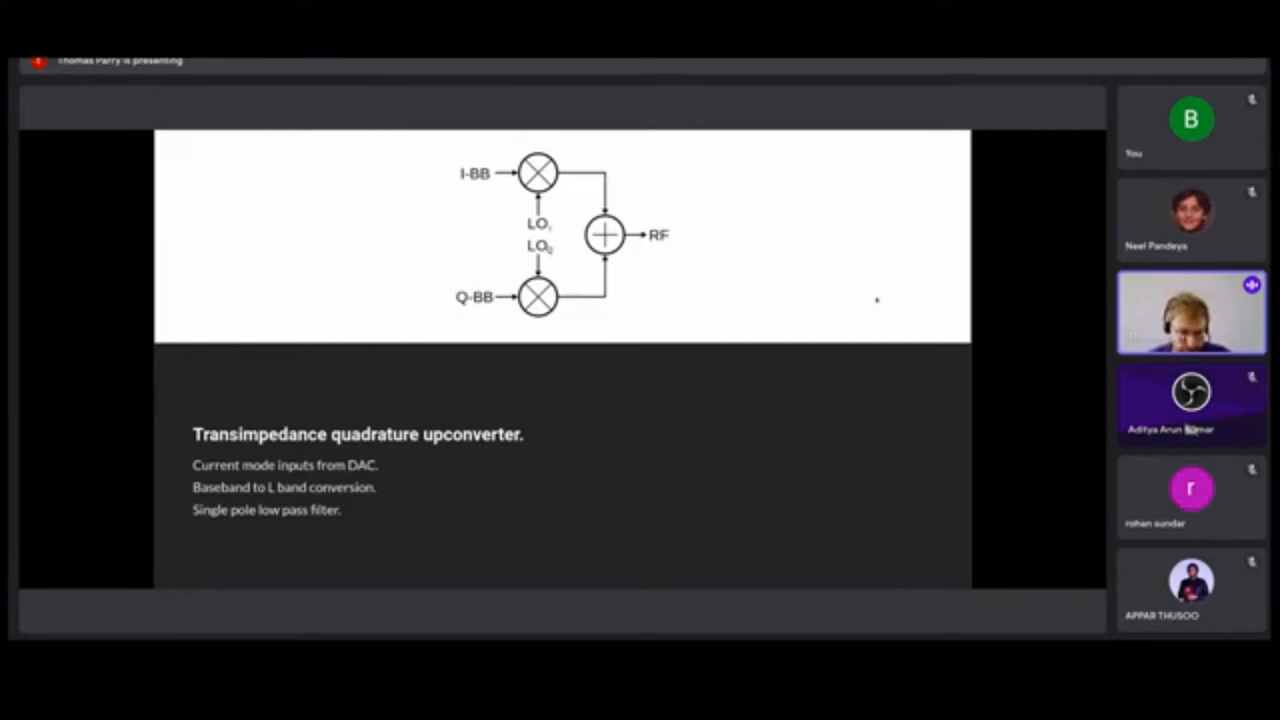 Thomas Parry is presenting
I-BB
LO
LOQ
Q-BB
RF
Transimpedance quadrature upconverter.
Current mode inputs from DAC.
Baseband to L band conversion.
Single pole low pass filter.
B
You
Neel Pandeya
Aditya Arun Kumar
r
rohan sundar
APPAR THUSOO